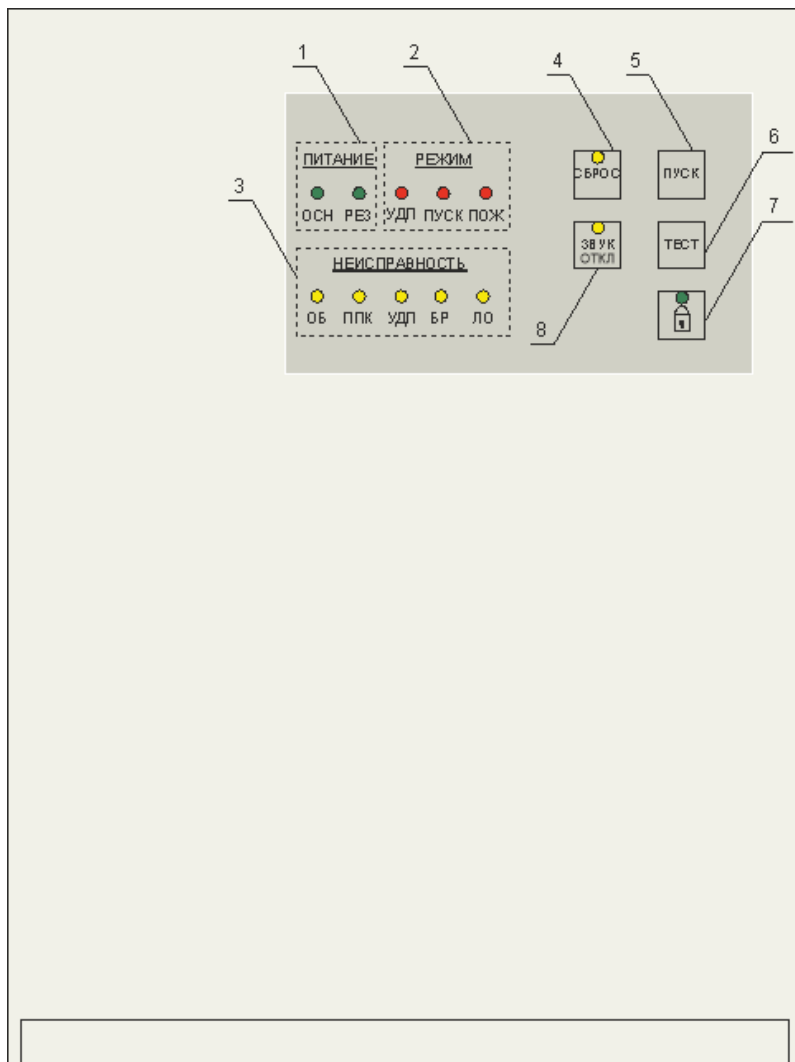 1
2
4
5
6
3
7
ПИТАНИЕ
РЕЖИМ
СБРОС
ПУСК
ОСН РЕЗ
УДП ПУСК ПОЖ
НЕИСПРАВНОСТЬ
ЗВУК
ОТКЛ
ТЕСТ
ОБ ППК УДП БР ЛО
8